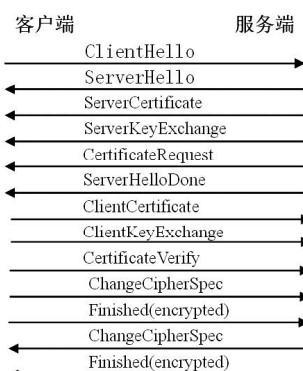 客户端 服务端
ClientHello
ServerHello
ServerCertificate
ServerKeyExchange
CertificateRequest
ServerHelloDone
ClientCertificate
ClientKeyExchange
CertificateVerify
ChangeCipherSpec
Finished(encrypted)
ChangeCipherSpec
Finished(encrypted)